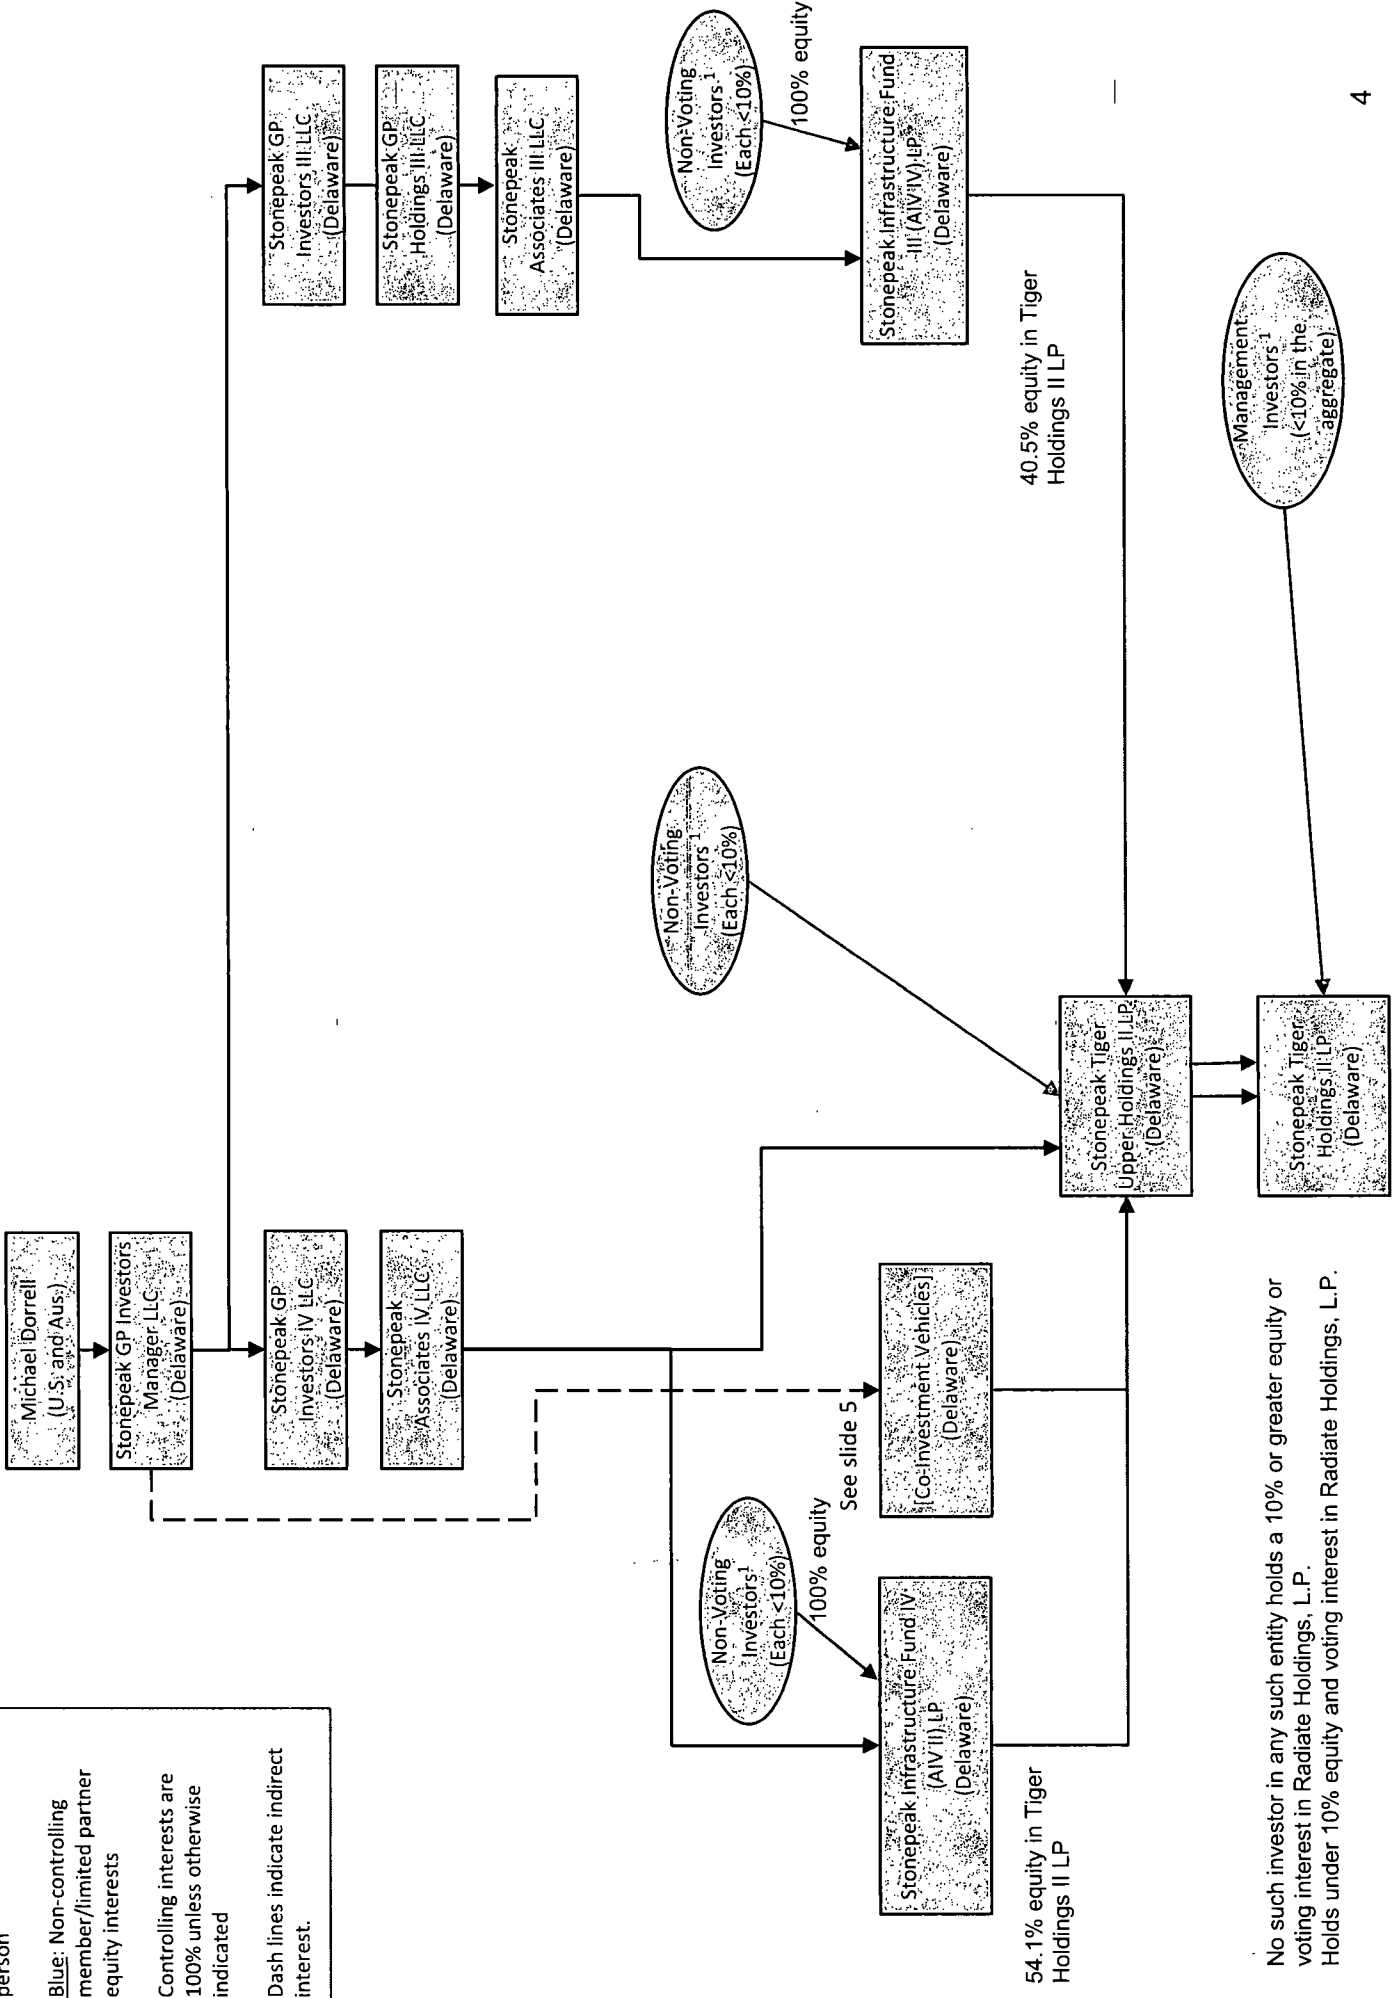 person
Blue: Non-controlling
member/limited partner
equity interests
Controlling interests are
100% unless otherwise
indicated
Dash lines indicate indirect
interest.
Michael Dorrell
(U.S. and Aus.)
Stonepeak GP Investors
Manager LLC
(Delaware)
Stonepeak GP
Investors IV LLC
(Delaware)
Stonepeak
Associates IV LLC
(Delaware)
Stonepeak GP
Investors III LLC
(Delaware)
Stonepeak GP
Holdings III LLC
(Delaware)
Stonepeak
Associates III LLC
(Delaware)
Non-Voting
Investors¹
(Each <10%)
100% equity
Non-Voting
Investors¹
(Each <10%)
Non-Voting
Investors¹
(Each <10%)
100% equity
See slide 5
Stonepeak Infrastructure Fund IV
(AIV II) LP
(Delaware)
[Co-Investment Vehicles]
(Delaware)
Stonepeak Infrastructure Fund
III (AIV IV) LP
(Delaware)
54.1% equity in Tiger
Holdings II LP
40.5% equity in Tiger
Holdings II LP
Stonepeak Tiger
Upper Holdings II LP
(Delaware)
Management
Investors¹
(<10% in the
aggregate)
Stonepeak Tiger
Holdings II LP
(Delaware)
No such investor in any such entity holds a 10% or greater equity or
voting interest in Radiate Holdings, L.P.
Holds under 10% equity and voting interest in Radiate Holdings, L.P.
4